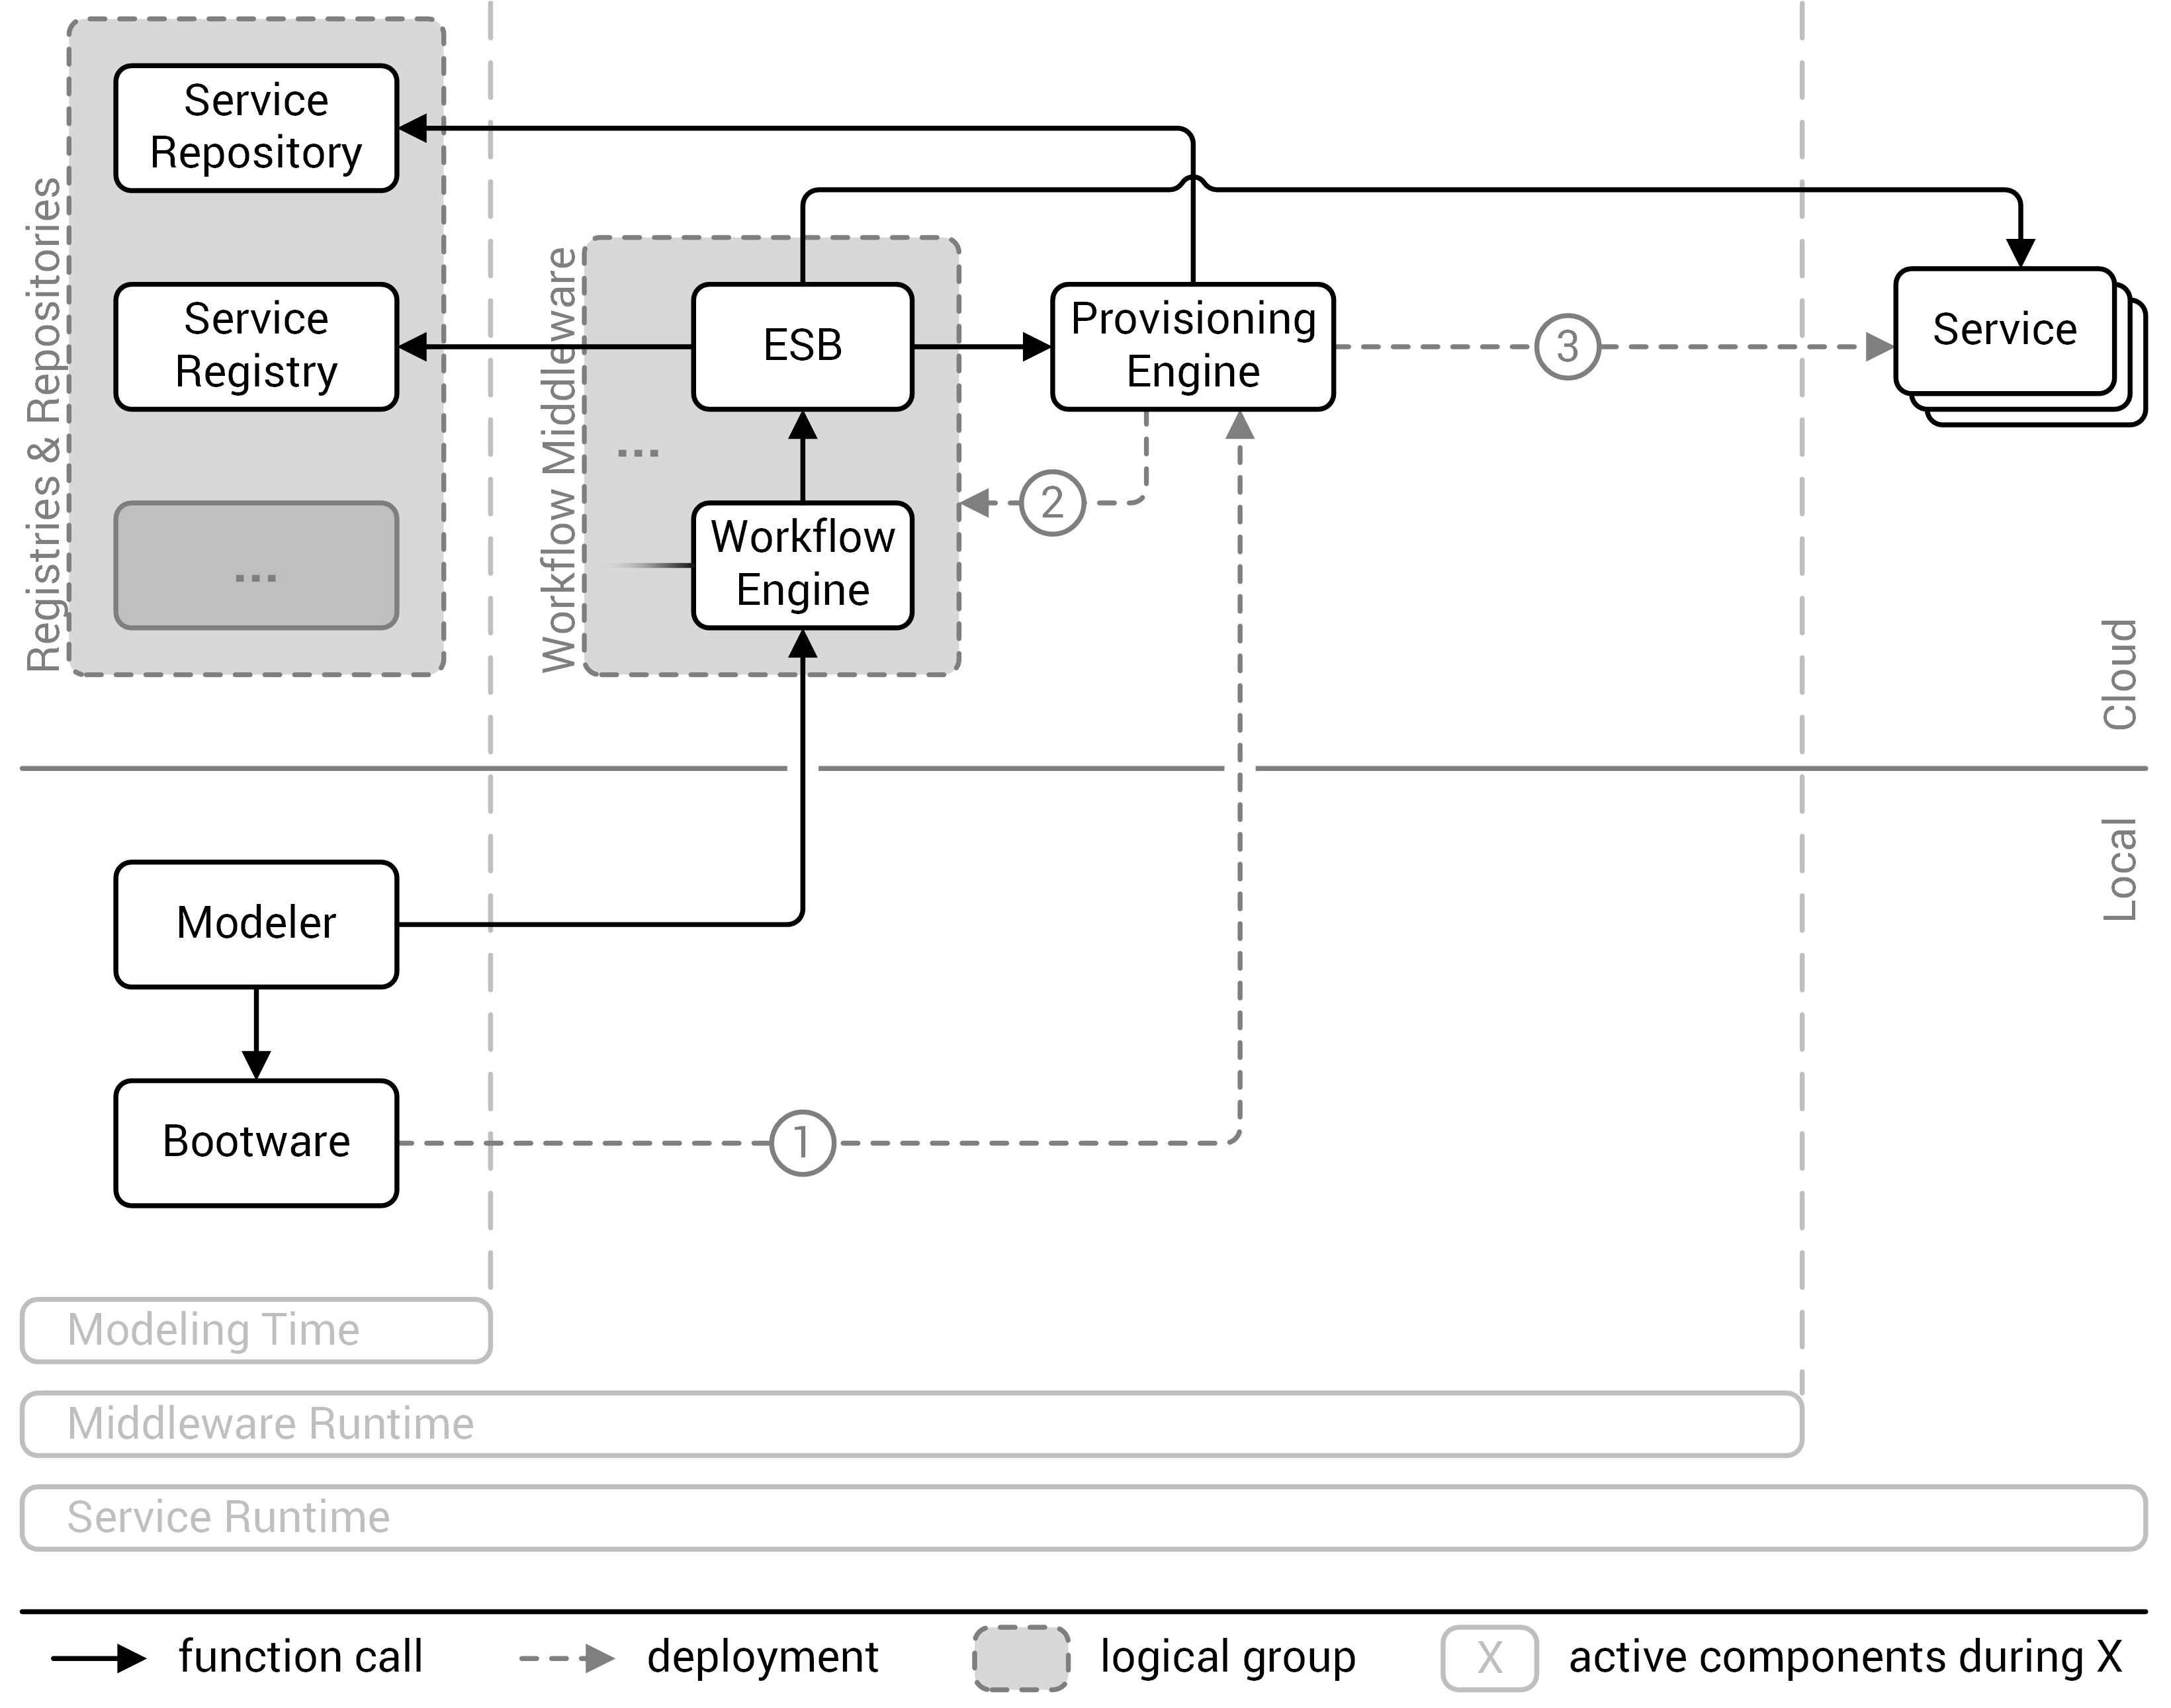 Service
Repository
Service
Registry
...
Registries & Repositories
Workflow Middleware
ESB
...
Workflow
Engine
Provisioning
Engine
3
2
Service
Cloud
Local
Modeler
Bootware
1
Modeling Time
Middleware Runtime
Service Runtime
function call
deployment
logical group
X
active components during X